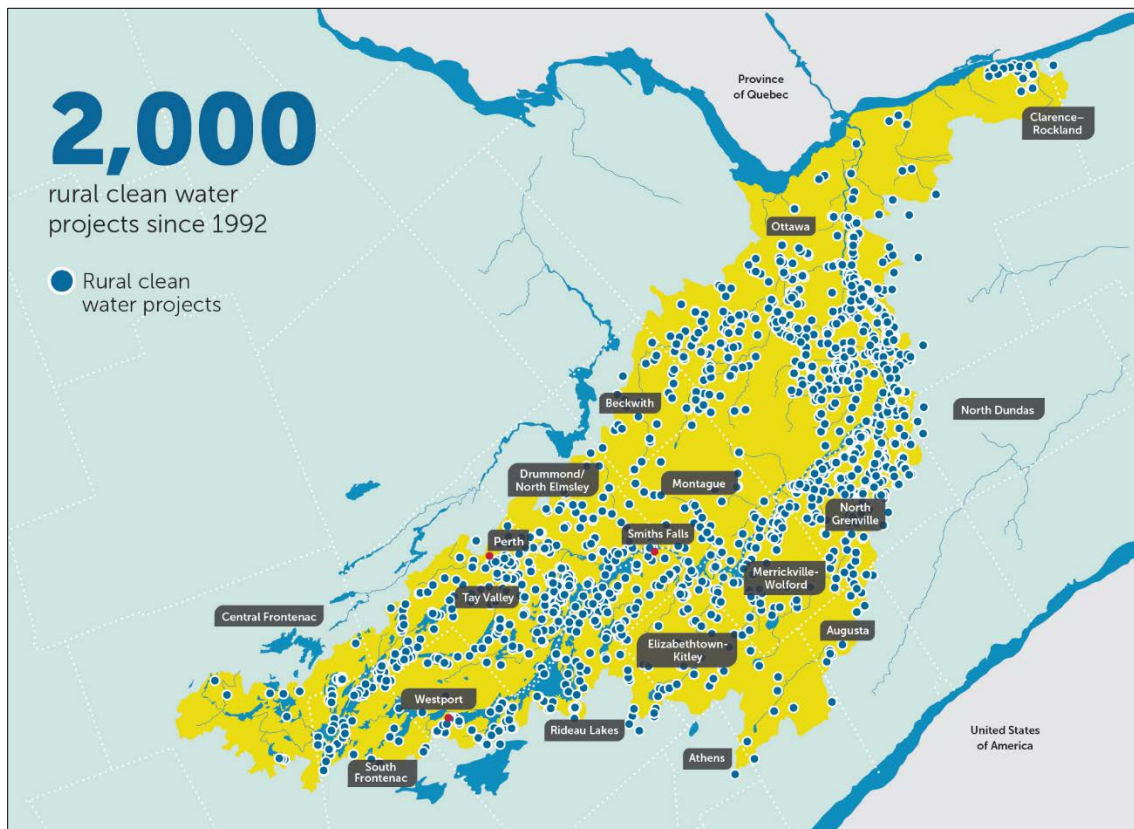 2,000
rural clean water
projects since 1992
Rural clean
water projects
Province
of Quebec
Clarence–
Rockland
Ottawa
Beckwith
North Dundas
Drummond/
North Elmsley
Montague
North
Grenville
Perth
Smiths Falls
Merrickville-
Wolford
Tay Valley
Central Frontenac
Augusta
Elizabethtown-
Kitley
Westport
Rideau Lakes
United States
of America
Athens
South
Frontenac